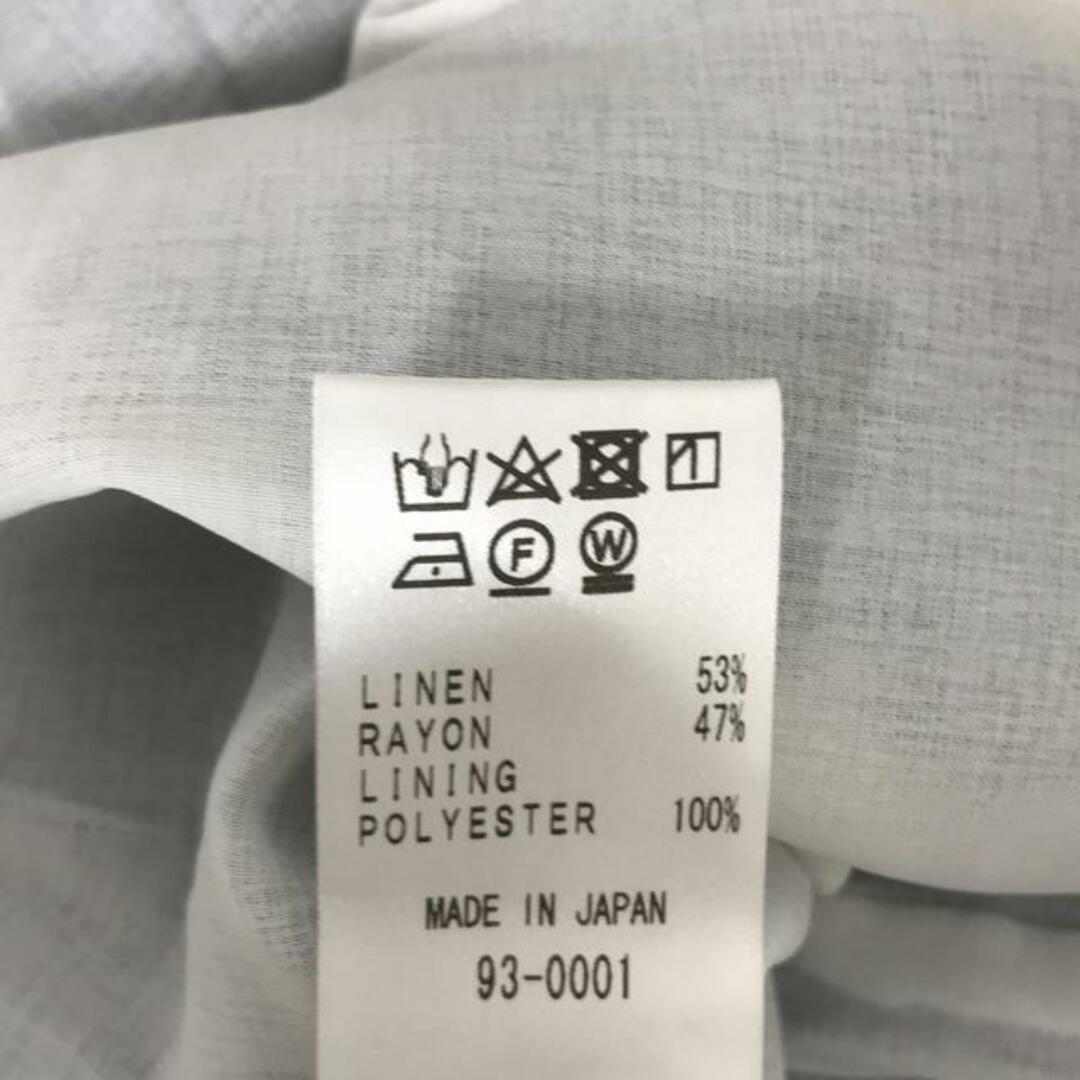 F W
LINEN 53%
RAYON 47%
LINING
POLYESTER 100%
MADE IN JAPAN
93-0001